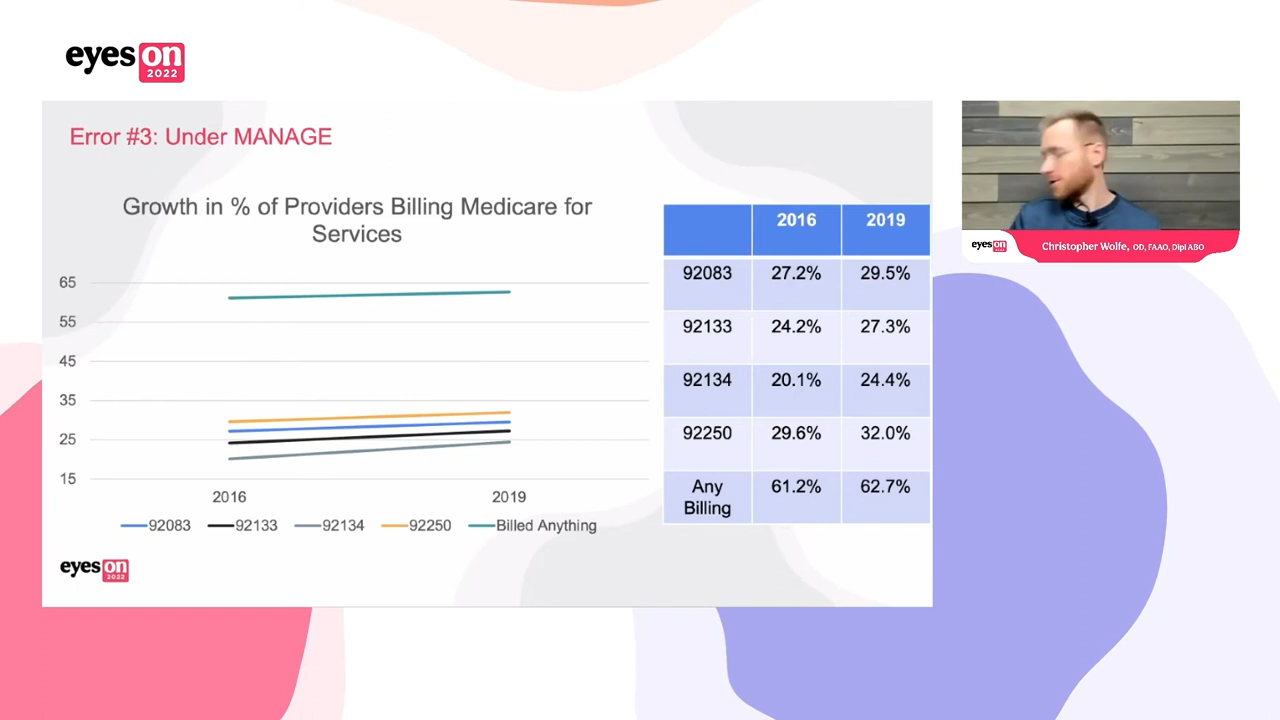 eyes on
2022
Error #3: Under MANAGE
Growth in % of Providers Billing Medicare for
Services
65
55
45
35
25
15
2016 2019
92083 92133 92134 92250 Billed Anything
2016 2019
92083 27.2% 29.5%
92133 24.2% 27.3%
92134 20.1% 24.4%
92250 29.6% 32.0%
Any 61.2% 62.7%
Billing
eyes on
2022
eyes on
2022
Christopher Wolfe, OD, FAAO, Dipl ABO